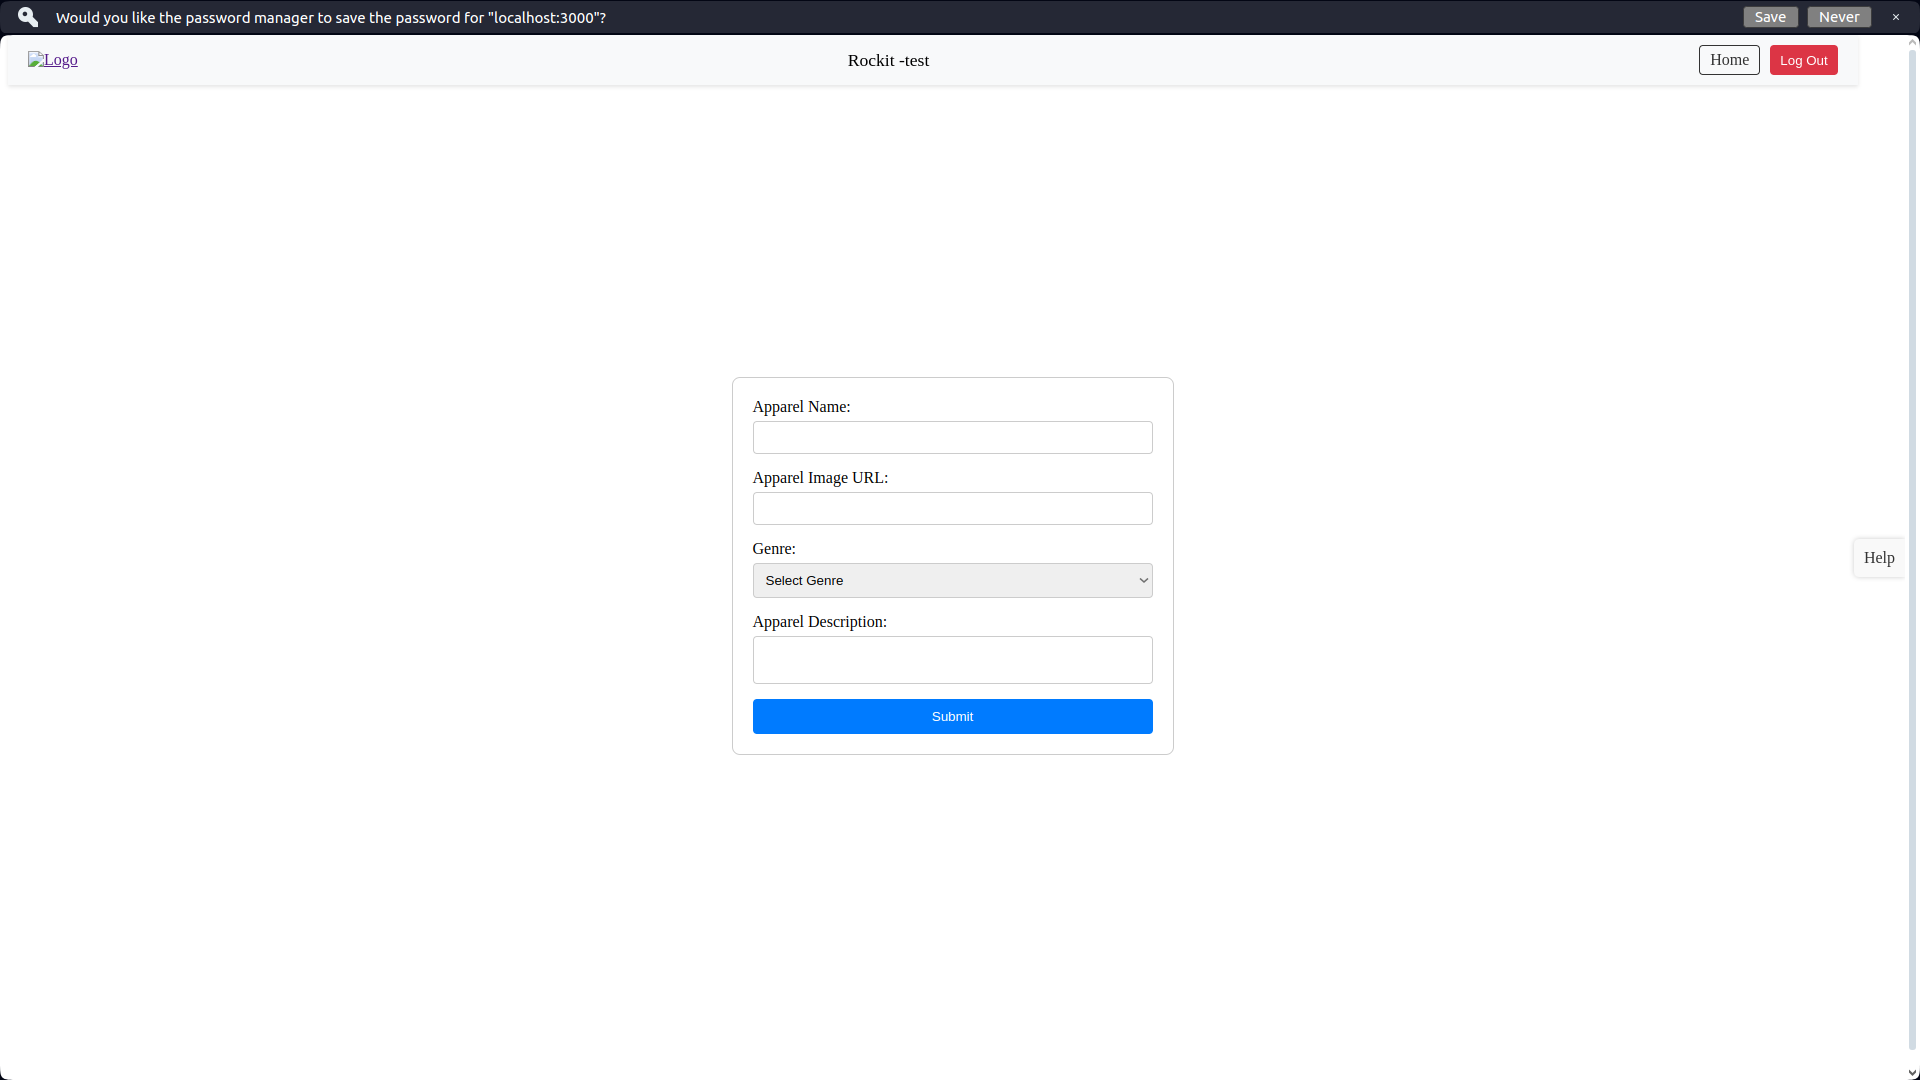 Would you like the password manager to save the password for "localhost:3000"?
Save
Never
×
Logo
Rockit -test
Home
Log Out
Apparel Name:
Apparel Image URL:
Genre:
Select Genre
Apparel Description:
Submit
Help